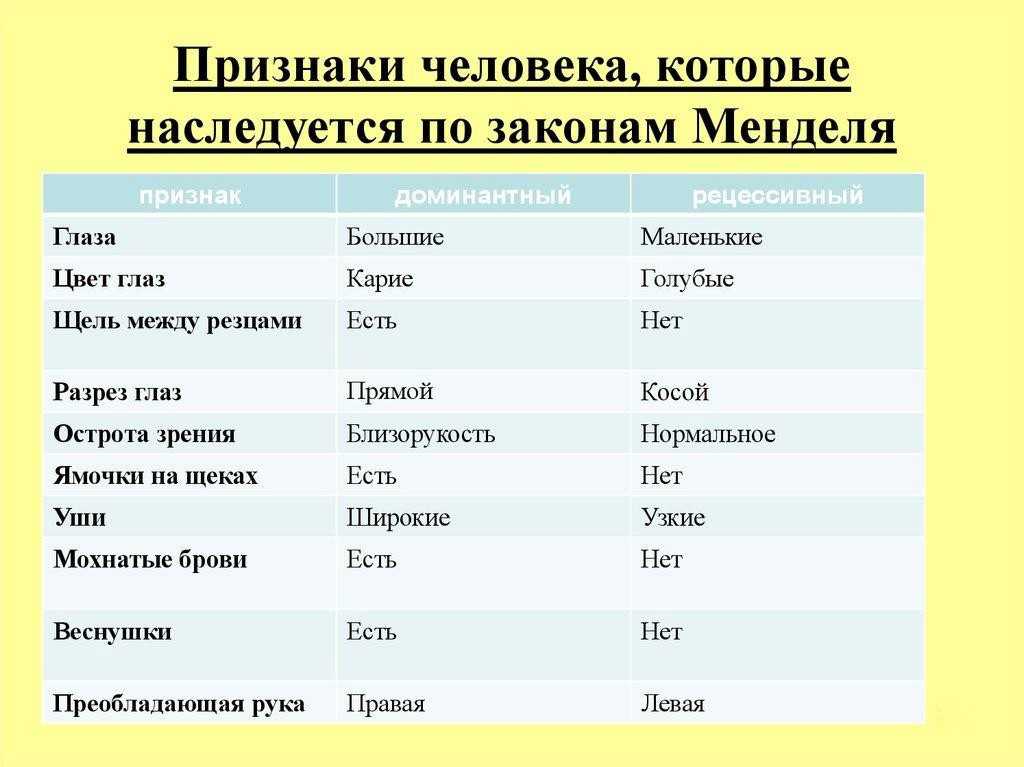 Признаки человека, которые
наследуется по законам Менделя
признак доминантный рецессивный
Глаза Большие Маленькие
Цвет глаз Карие Голубые
Щель между резцами Есть Нет
Разрез глаз Прямой Косой
Острота зрения Близорукость Нормальное
Ямочки на щеках Есть Нет
Уши Широкие Узкие
Мохнатые брови Есть Нет
Веснушки Есть Нет
Преобладающая рука Правая Левая